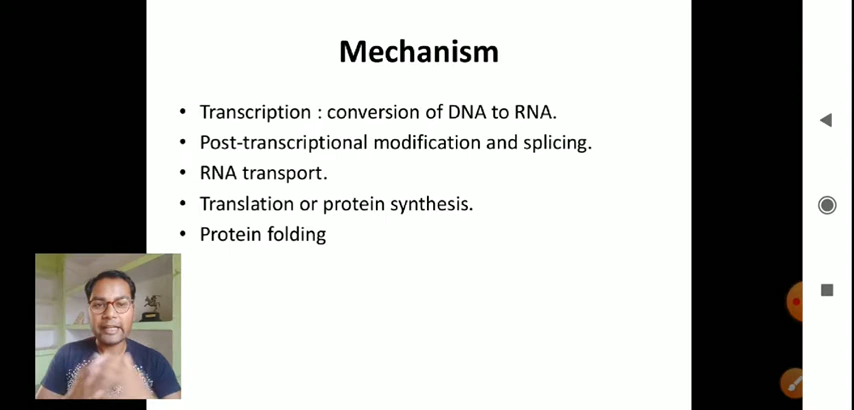 Mechanism
• Transcription : conversion of DNA to RNA.
• Post-transcriptional modification and splicing.
• RNA transport.
• Translation or protein synthesis.
• Protein folding